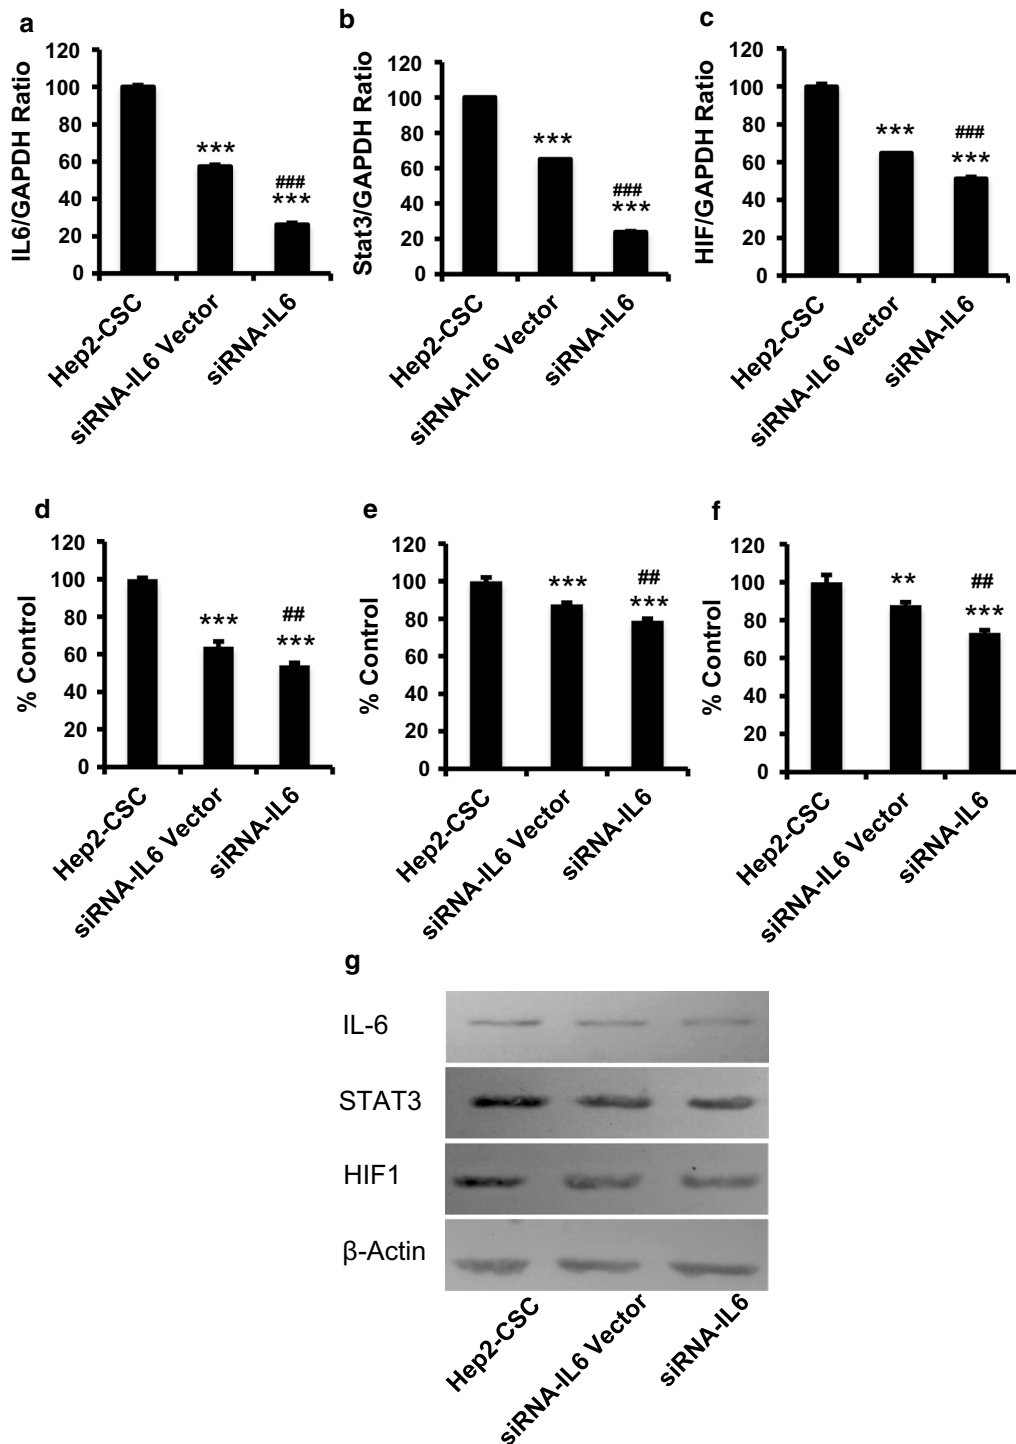 a
IL6/GAPDH Ratio
120
100
80
60
40
20
0
***
###
***
Hep2-CSC
siRNA-IL6 Vector
siRNA-IL6
b
Stat3/GAPDH Ratio
120
100
80
60
40
20
0
***
###
***
Hep2-CSC
siRNA-IL6 Vector
siRNA-IL6
c
HIF/GAPDH Ratio
120
100
80
60
40
20
0
***
###
***
Hep2-CSC
siRNA-IL6 Vector
siRNA-IL6
d
% Control
120
100
80
60
40
20
0
***
##
***
Hep2-CSC
siRNA-IL6 Vector
siRNA-IL6
e
% Control
120
100
80
60
40
20
0
***
##
***
Hep2-CSC
siRNA-IL6 Vector
siRNA-IL6
f
% Control
120
100
80
60
40
20
0
**
##
***
Hep2-CSC
siRNA-IL6 Vector
siRNA-IL6
g
IL-6
STAT3
HIF1
β-Actin
Hep2-CSC
siRNA-IL6 Vector
siRNA-IL6